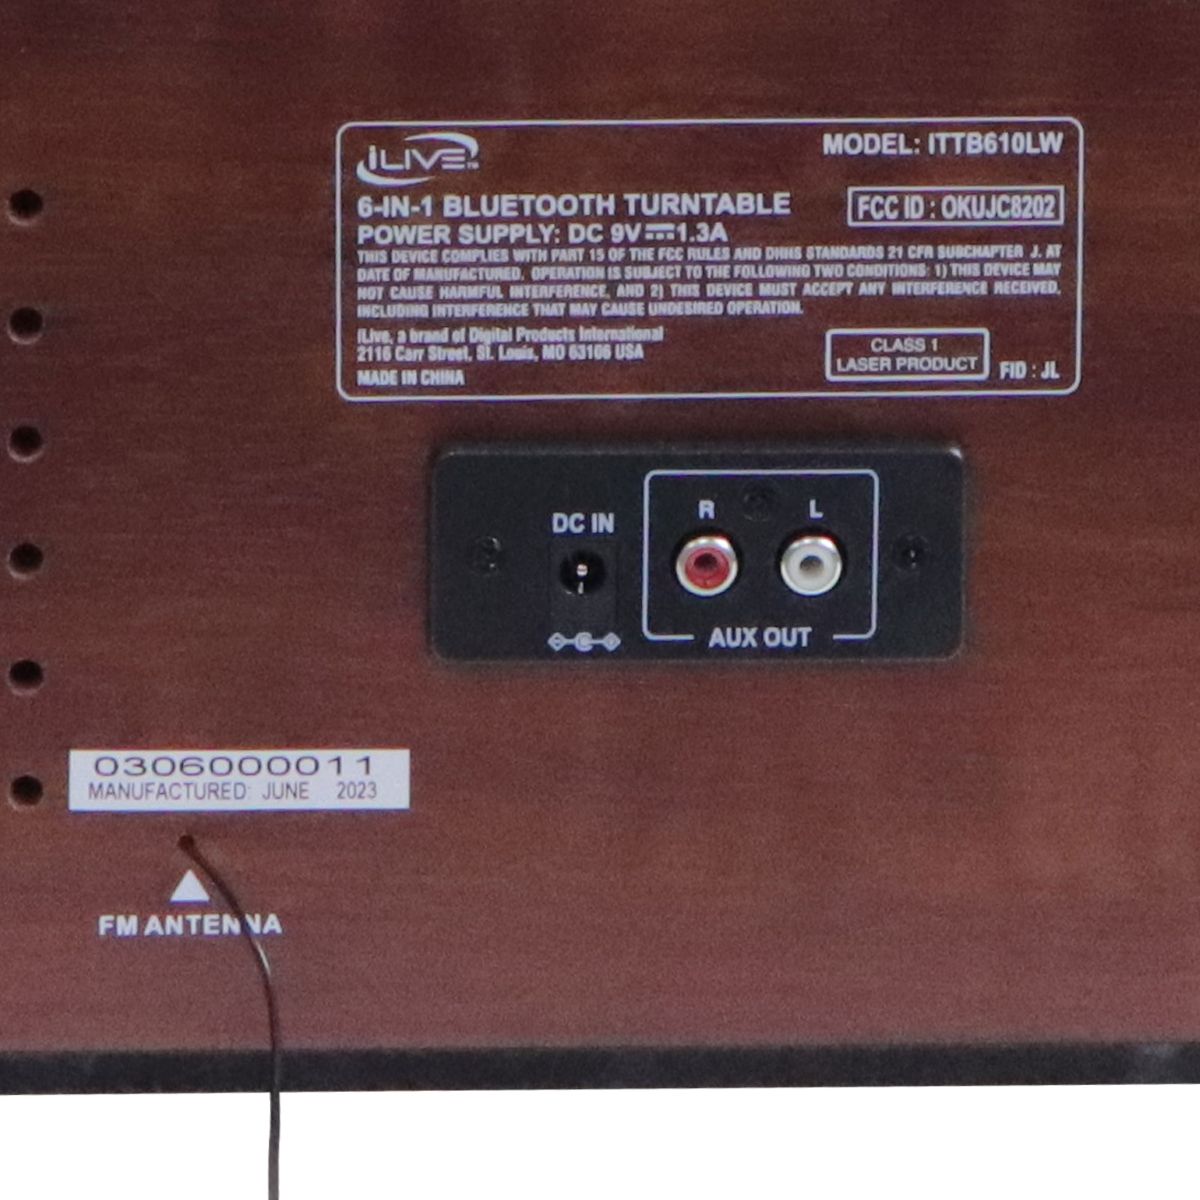 iLIVE™
MODEL: ITTB610LW
6-IN-1 BLUETOOTH TURNTABLE
FCC ID : OKUJC8202
POWER SUPPLY: DC 9V⎓1.3A
THIS DEVICE COMPLIES WITH PART 15 OF THE FCC RULES AND DHHS STANDARDS 21 CFR SUBCHAPTER J. AT
DATE OF MANUFACTURED. OPERATION IS SUBJECT TO THE FOLLOWING TWO CONDITIONS: 1) THIS DEVICE MAY
NOT CAUSE HARMFUL INTERFERENCE, AND 2) THIS DEVICE MUST ACCEPT ANY INTERFERENCE RECEIVED,
INCLUDING INTERFERENCE THAT MAY CAUSE UNDESIRED OPERATION.
iLive, a brand of Digital Products International
2116 Carr Street, St. Louis, MO 63106 USA
MADE IN CHINA
CLASS 1
LASER PRODUCT
FID : JL
DC IN
R L
AUX OUT
0306000011
MANUFACTURED: JUNE 2023
FM ANTENNA